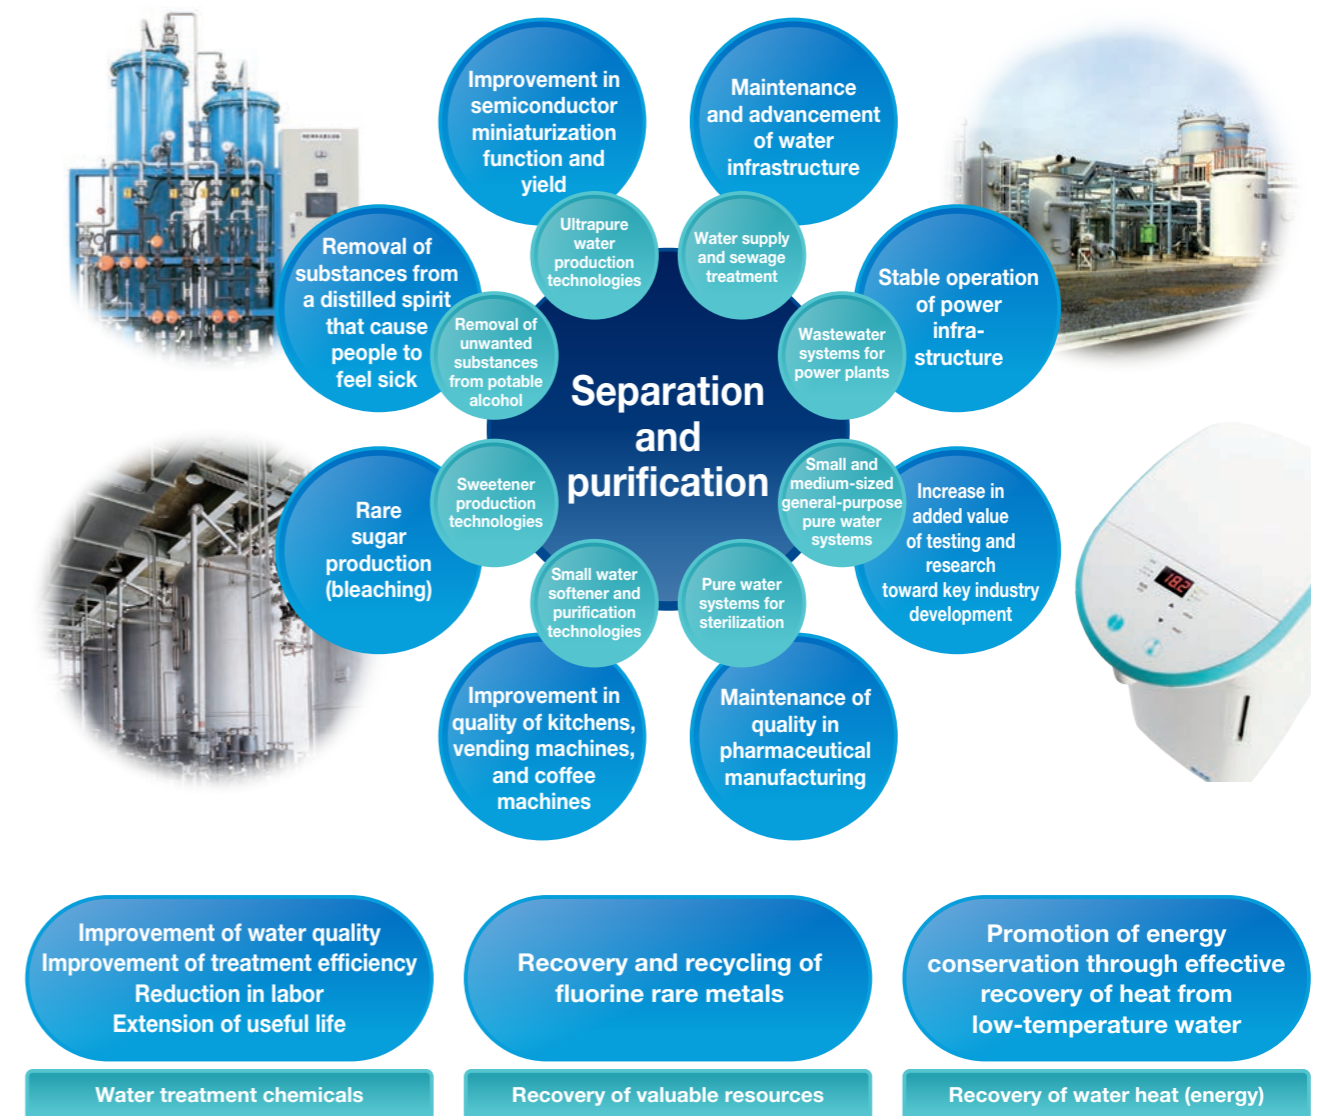 Improvement in
semiconductor
miniaturization
function and
yield
Maintenance
and advancement
of water
infrastructure
Ultrapure
water
production
technologies
Water supply
and sewage
treatment
Removal of
substances from
a distilled spirit
that cause
people to
feel sick
Removal of
unwanted
substances
from potable
alcohol
Wastewater
systems for
power plants
Stable operation
of power
infra-
structure
Separation
and
purification
Rare
sugar
production
(bleaching)
Sweetener
production
technologies
Small and
medium-sized
general-purpose
pure water
systems
Increase in
added value
of testing and
research
toward key industry
development
Small water
softener and
purification
technologies
Pure water
systems for
sterilization
Improvement in
quality of kitchens,
vending machines,
and coffee
machines
Maintenance of
quality in
pharmaceutical
manufacturing
18.2
Improvement of water quality
Improvement of treatment efficiency
Reduction in labor
Extension of useful life
Water treatment chemicals
Recovery and recycling of
fluorine rare metals
Recovery of valuable resources
Promotion of energy
conservation through effective
recovery of heat from
low-temperature water
Recovery of water heat (energy)